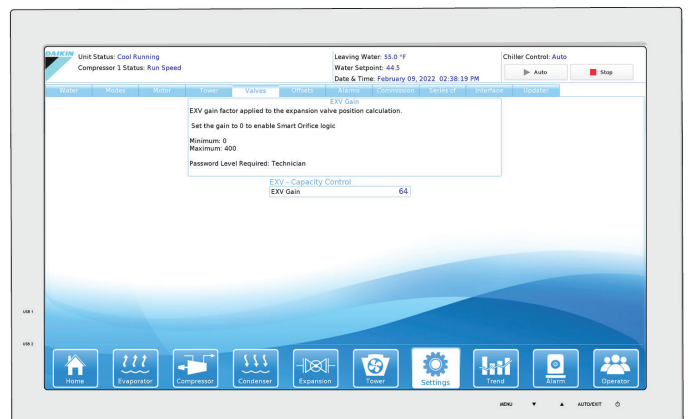 DAIKIN
Unit Status: Cool Running
Compressor 1 Status: Run Speed
Leaving Water: 55.0 °F
Water Setpoint: 44.5
Date & Time: February 09, 2022 02:38:19 PM
Chiller Control: Auto
Auto
Stop
Water Modes Motor Tower Valves Offsets Alarms Commission Series cf Interface Updater
EXV Gain
EXV gain factor applied to the expansion valve position calculation.
Set the gain to 0 to enable Smart Orifice logic
Minimum: 0
Maximum: 400
Password Level Required: Technician
EXV - Capacity Control
EXV Gain 64
USB 1
USB 2
Home Evaporator Compressor Condenser Expansion Tower Settings Trend Alarm Operator
MENU ▼ ▲ AUTO/EXIT